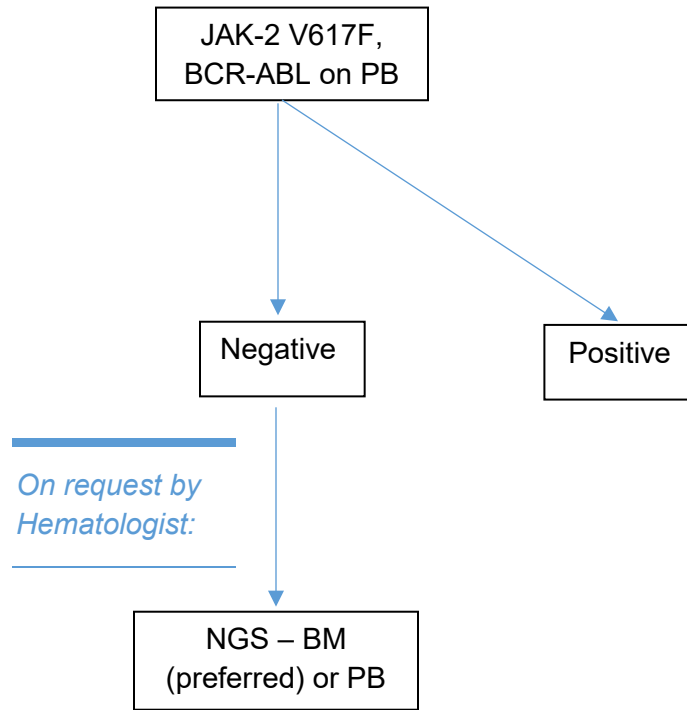 JAK-2 V617F,
BCR-ABL on PB
Negative
Positive
On request by
Hematologist:
NGS – BM
(preferred) or PB